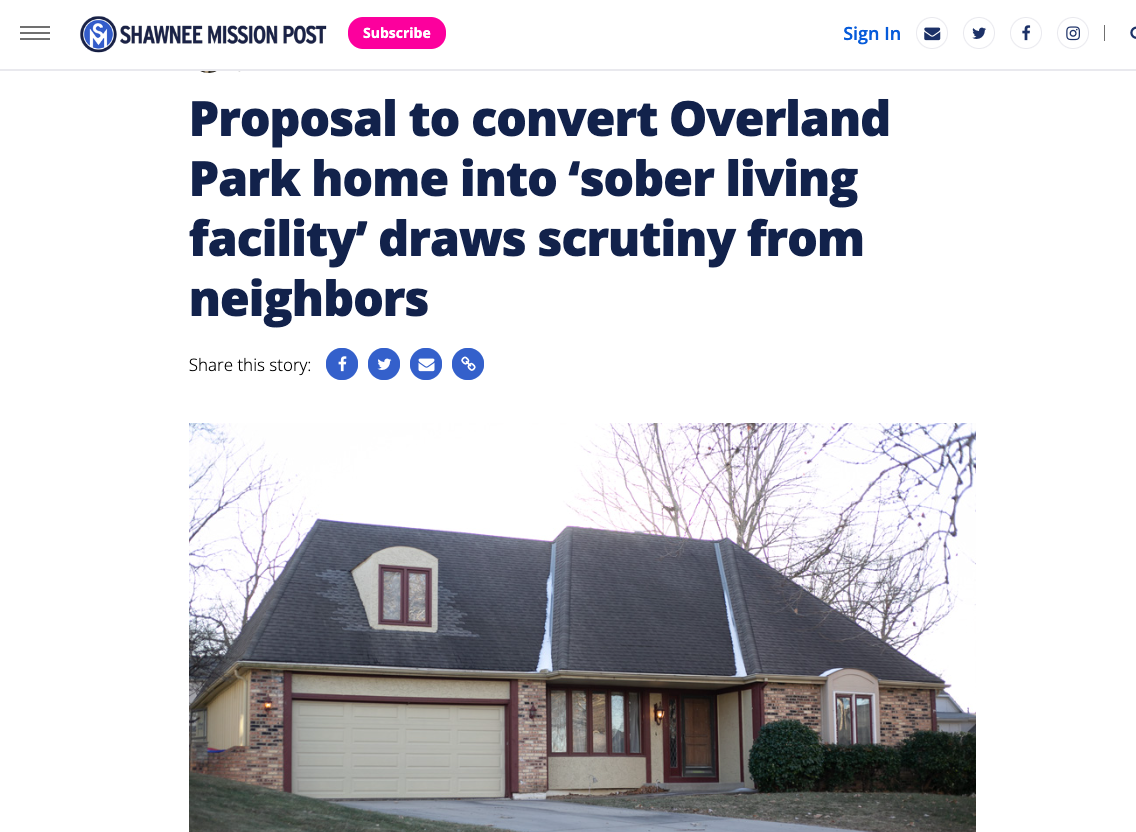 SHAWNEE MISSION POST
Subscribe
Sign In
Proposal to convert Overland
Park home into ‘sober living
facility’ draws scrutiny from
neighbors
Share this story: